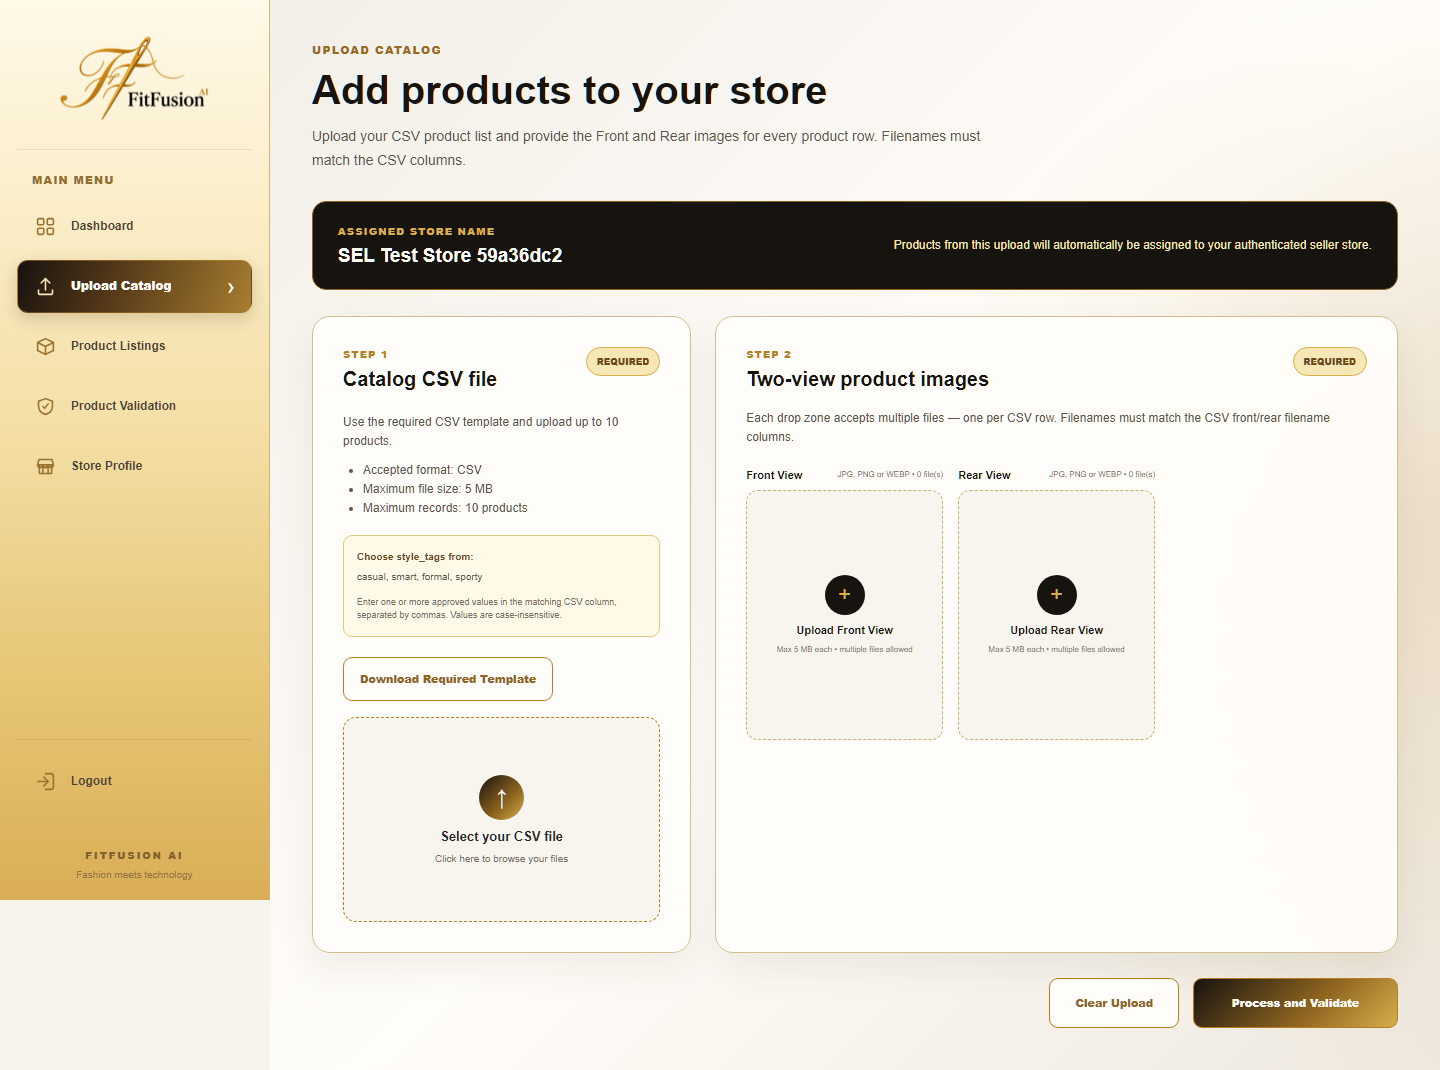 FitFusion AI
MAIN MENU
Dashboard
Upload Catalog
Product Listings
Product Validation
Store Profile
Logout
FITFUSION AI
Fashion meets technology
UPLOAD CATALOG
Add products to your store
Upload your CSV product list and provide the Front and Rear images for every product row. Filenames must
match the CSV columns.
ASSIGNED STORE NAME
SEL Test Store 59a36dc2
Products from this upload will automatically be assigned to your authenticated seller store.
STEP 1
REQUIRED
Catalog CSV file
Use the required CSV template and upload up to 10
products.
• Accepted format: CSV
• Maximum file size: 5 MB
• Maximum records: 10 products
Choose style_tags from:
casual, smart, formal, sporty
Enter one or more approved values in the matching CSV column,
separated by commas. Values are case-insensitive.
Download Required Template
Select your CSV file
Click here to browse your files
STEP 2
REQUIRED
Two-view product images
Each drop zone accepts multiple files — one per CSV row. Filenames must match the CSV front/rear filename
columns.
Front View JPG, PNG or WEBP • 0 file(s)
Upload Front View
Max 5 MB each • multiple files allowed
Rear View JPG, PNG or WEBP • 0 file(s)
Upload Rear View
Max 5 MB each • multiple files allowed
Clear Upload
Process and Validate